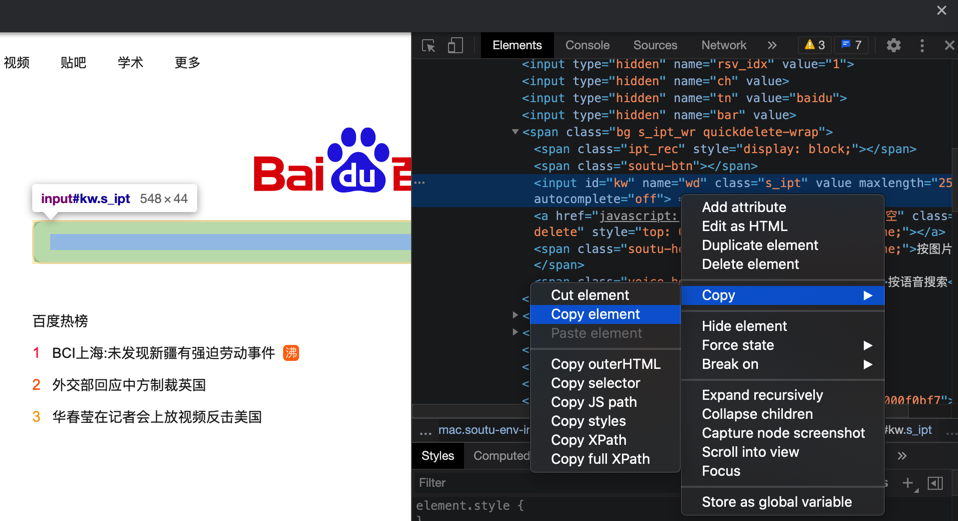 视频 贴吧 学术 更多
Baidu
input#kw.s_ipt 548×44
百度热榜
1 BCI上海:未发现新疆有强迫劳动事件 沸
2 外交部回应中方制裁英国
3 华春莹在记者会上放视频反击美国
Elements Console Sources Network » 3 7
<input type="hidden" name="rsv_idx" value="1">
<input type="hidden" name="ch" value>
<input type="hidden" name="tn" value="baidu">
<input type="hidden" name="bar" value>
<span class="bg s_ipt_wr quickdelete-wrap">
<span class="ipt_rec" style="display: block;"></span>
<span class="soutu-btn"></span>
<input id="kw" name="wd" class="s_ipt" value maxlength="25
autocomplete="off">
<a href="javascript: 空" class=
delete" style="top: ;"></a>
<span class="soutu-h ;">按图片
</span>
按语音搜索<
000f0bf7">
Add attribute
Edit as HTML
Duplicate element
Delete element
Copy
Hide element
Force state
Break on
Expand recursively
Collapse children
Capture node screenshot
Scroll into view
Focus
Store as global variable
Cut element
Copy element
Paste element
Copy outerHTML
Copy selector
Copy JS path
Copy styles
Copy XPath
Copy full XPath
... mac.soutu-env-i #kw.s_ipt ...
Styles Computed »
Filter
element.style {
}